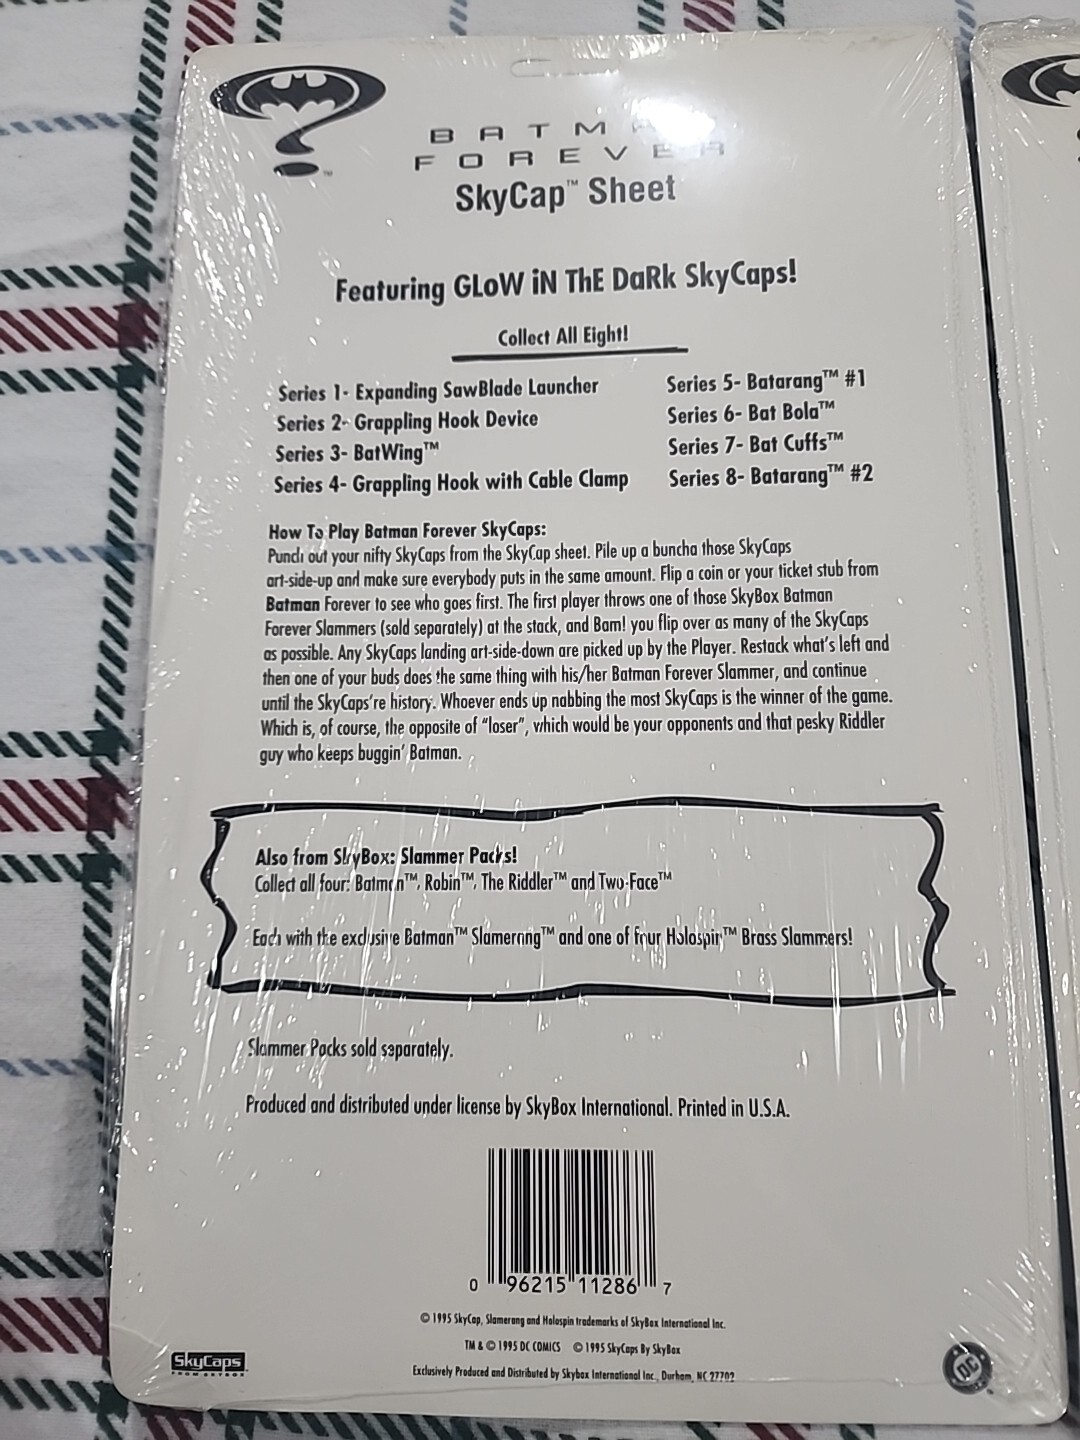 BATMAN
FOREVER
SkyCap™ Sheet
Featuring GLoW iN ThE DaRk SkyCaps!
Collect All Eight!
Series 1- Expanding SawBlade Launcher
Series 2- Grappling Hook Device
Series 3- BatWing™
Series 4- Grappling Hook with Cable Clamp
Series 5- Batarang™ #1
Series 6- Bat Bola™
Series 7- Bat Cuffs™
Series 8- Batarang™ #2
How To Play Batman Forever SkyCaps:
Punch out your nifty SkyCaps from the SkyCap sheet. Pile up a buncha those SkyCaps
art-side-up and make sure everybody puts in the same amount. Flip a coin or your ticket stub from
Batman Forever to see who goes first. The first player throws one of those SkyBox Batman
Forever Slammers (sold separately) at the stack, and Bam! you flip over as many of the SkyCaps
as possible. Any SkyCaps landing art-side-down are picked up by the Player. Restack what's left and
then one of your buds does the same thing with his/her Batman Forever Slammer, and continue
until the SkyCaps're history. Whoever ends up nabbing the most SkyCaps is the winner of the game.
Which is, of course, the opposite of "loser", which would be your opponents and that pesky Riddler
guy who keeps buggin' Batman.
Also from SkyBox: Slammer Packs!
Collect all four: Batman™, Robin™, The Riddler™ and Two-Face™
Each with the exclusive Batman™ Slamerang™ and one of four Holospin™ Brass Slammers!
Slammer Packs sold separately.
Produced and distributed under license by SkyBox International. Printed in U.S.A.
0 96215 11286 7
© 1995 SkyCap, Slamerang and Holospin trademarks of SkyBox International Inc.
TM & © 1995 DC COMICS © 1995 SkyCaps By SkyBox
Exclusively Produced and Distributed by Skybox International Inc., Durham, NC 27702
SkyCaps
FROM SKYBOX
DC